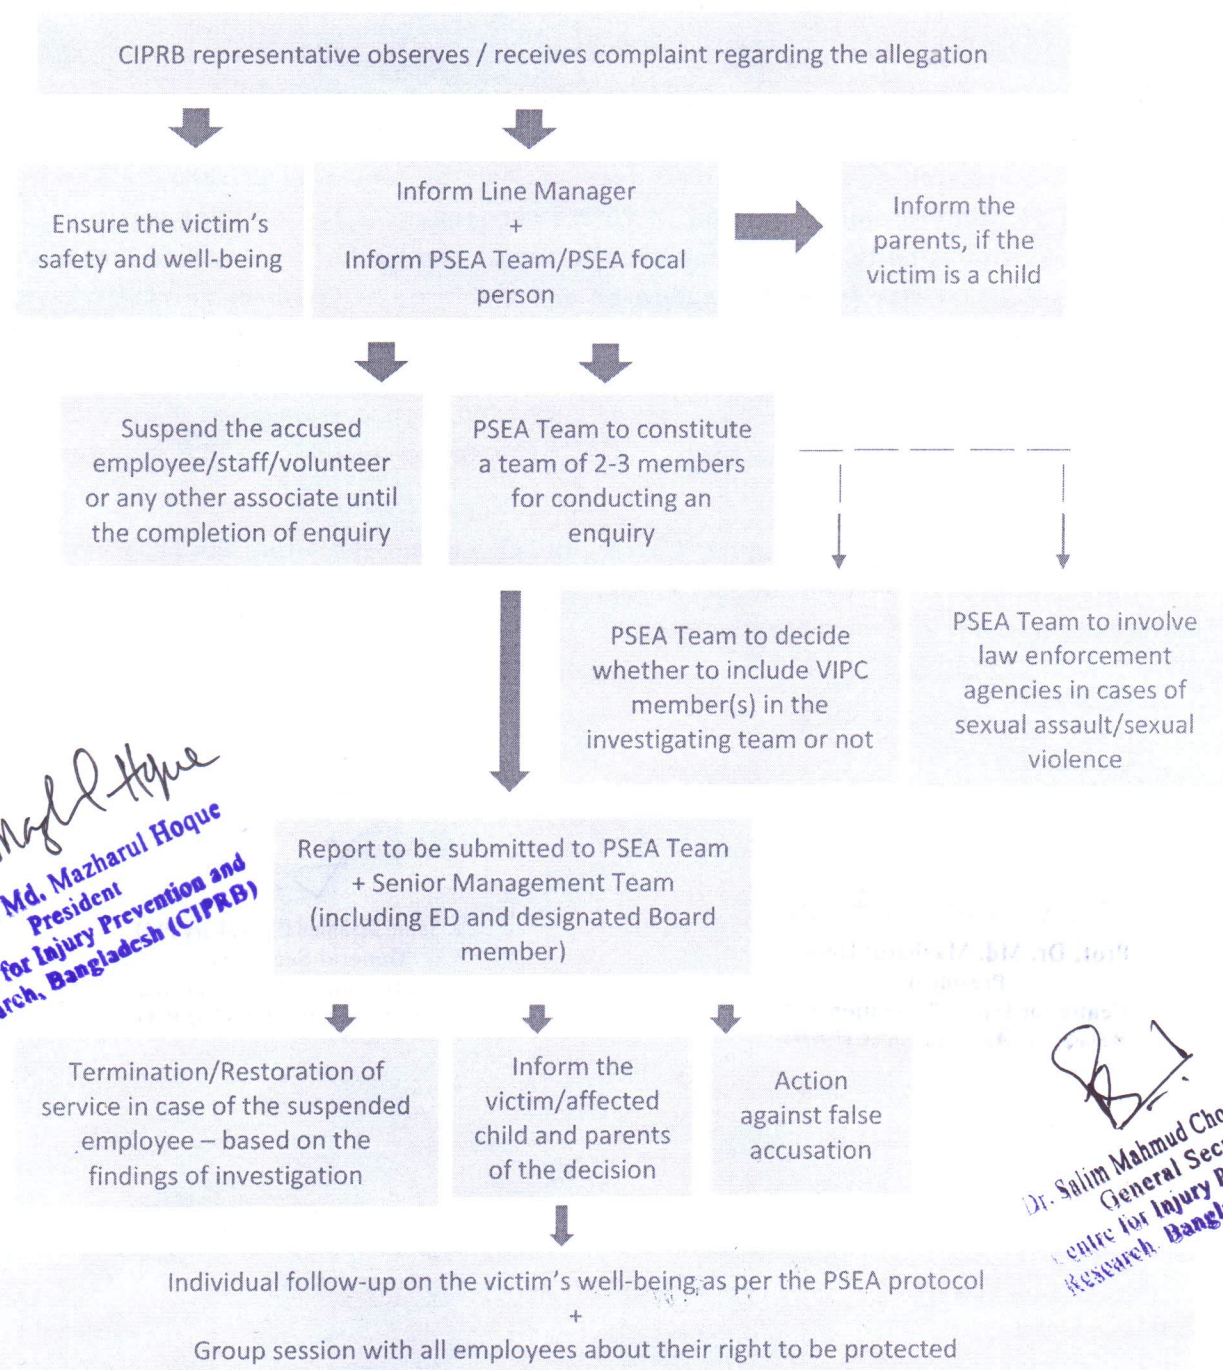 CIPRB representative observes / receives complaint regarding the allegation
Ensure the victim's
safety and well-being
Inform Line Manager
+
Inform PSEA Team/PSEA focal
person
Inform the
parents, if the
victim is a child
Suspend the accused
employee/staff/volunteer
or any other associate until
the completion of enquiry
PSEA Team to constitute
a team of 2-3 members
for conducting an
enquiry
PSEA Team to decide
whether to include VIPC
member(s) in the
investigating team or not
PSEA Team to involve
law enforcement
agencies in cases of
sexual assault/sexual
violence
Hoque
Md. Mazharul Hoque
President
for Injury Prevention and
arch, Bangladesh (CIPRB)
Report to be submitted to PSEA Team
+ Senior Management Team
(including ED and designated Board
member)
Termination/Restoration of
service in case of the suspended
employee – based on the
findings of investigation
Inform the
victim/affected
child and parents
of the decision
Action
against false
accusation
Dr. Salim Mahmud Cho
General Sec
Centre for Injury P
Research, Bangl
Individual follow-up on the victim's well-being as per the PSEA protocol
+
Group session with all employees about their right to be protected